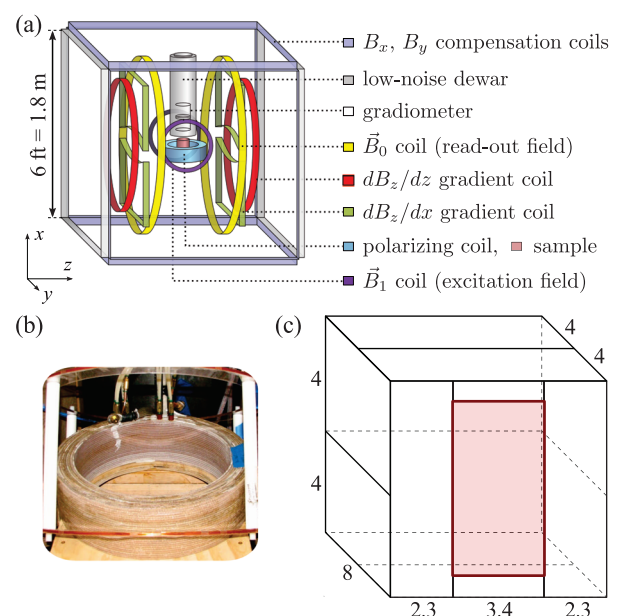 (a)
6 ft = 1.8 m
x
z
y
B_x, B_y compensation coils
low-noise dewar
gradiometer
B⃗_0 coil (read-out field)
dB_z/dz gradient coil
dB_z/dx gradient coil
polarizing coil, sample
B⃗_1 coil (excitation field)
(b)
(c)
4
4
4
4
8
2.3 3.4 2.3